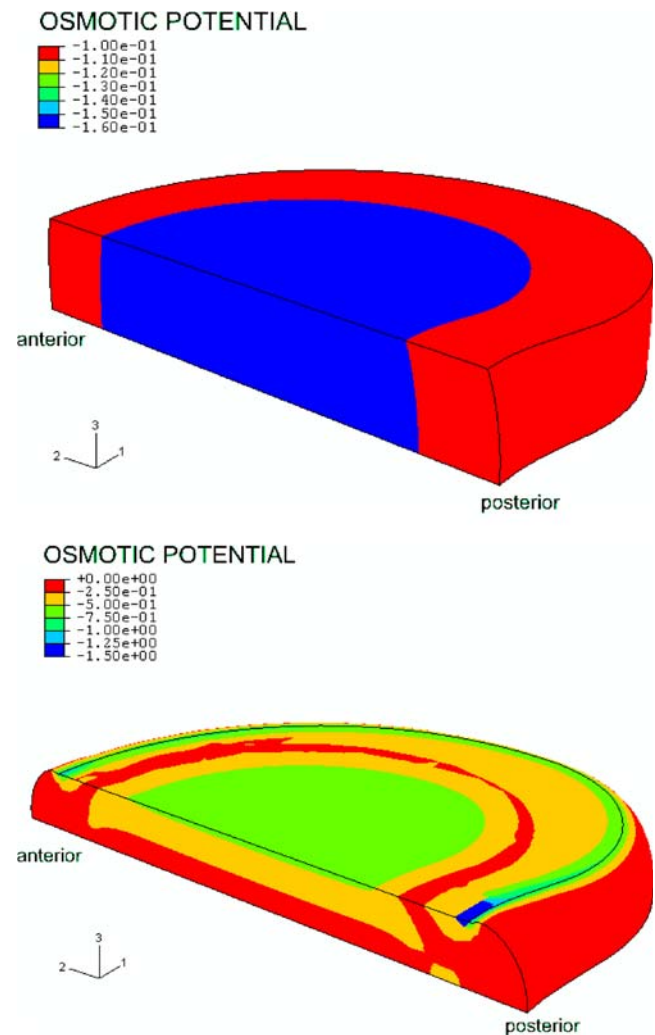 OSMOTIC POTENTIAL
-1.00e-01
-1.10e-01
-1.20e-01
-1.30e-01
-1.40e-01
-1.50e-01
-1.60e-01
anterior
3
2 1
posterior
OSMOTIC POTENTIAL
+0.00e+00
-2.50e-01
-5.00e-01
-7.50e-01
-1.00e+00
-1.25e+00
-1.50e+00
anterior
3
2 1
posterior